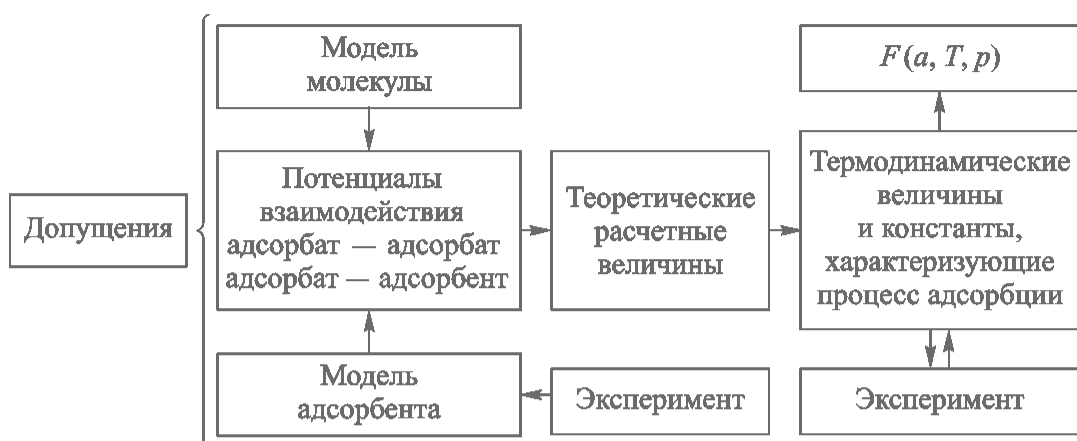 Допущения
Модель
молекулы
Потенциалы
взаимодействия
адсорбат — адсорбат
адсорбат — адсорбент
Модель
адсорбента
Теоретические
расчетные
величины
Эксперимент
F(a, T, p)
Термодинамические
величины
и константы,
характеризующие
процесс адсорбции
Эксперимент